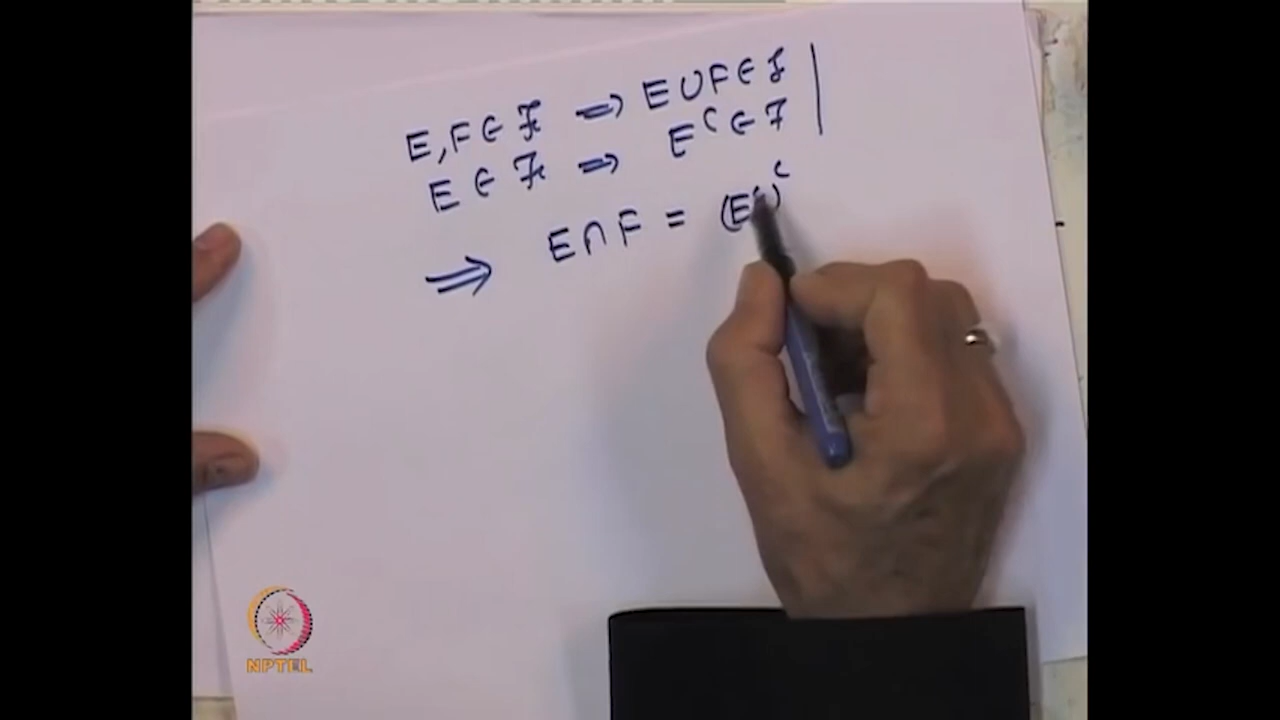 E, F ∈ 𝓕 ⇒ E ∪ F ∈ 𝓕
E ∈ 𝓕 ⇒ E^C ∈ 𝓕
⇒ E ∩ F = (E^C)^C
NPTEL